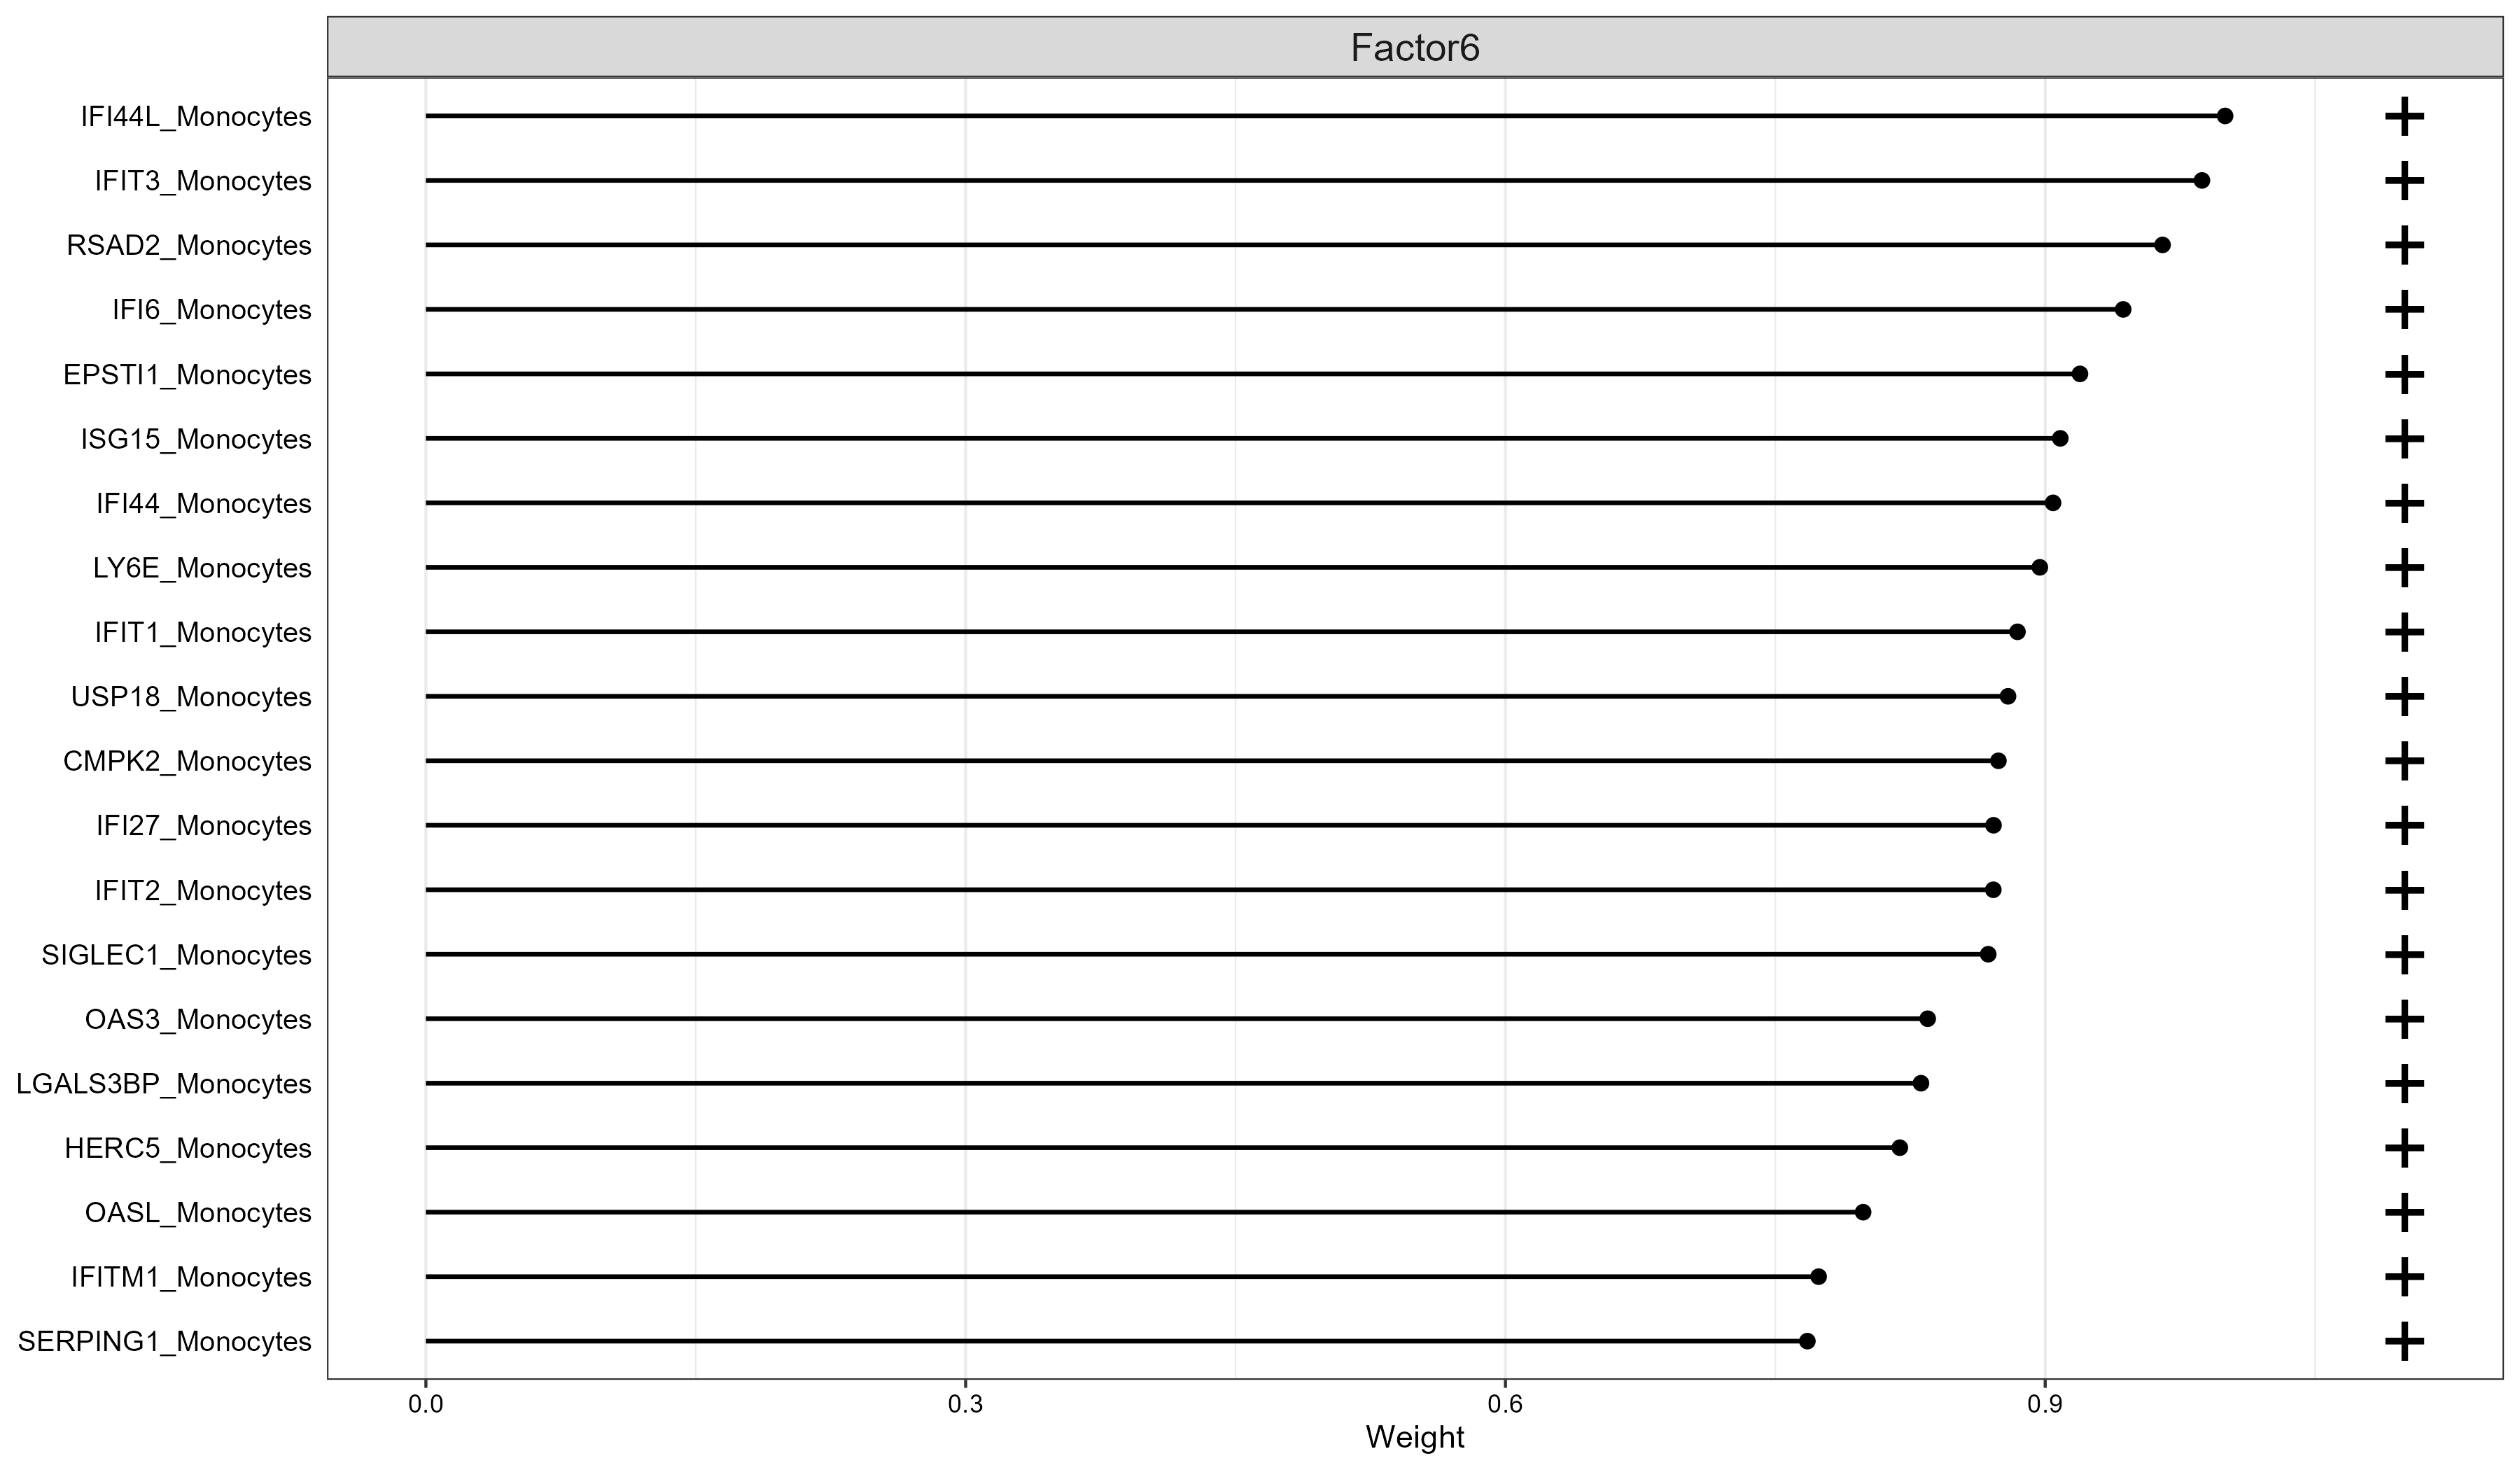 Factor6
IFI44L_Monocytes
IFIT3_Monocytes
RSAD2_Monocytes
IFI6_Monocytes
EPSTI1_Monocytes
ISG15_Monocytes
IFI44_Monocytes
LY6E_Monocytes
IFIT1_Monocytes
USP18_Monocytes
CMPK2_Monocytes
IFI27_Monocytes
IFIT2_Monocytes
SIGLEC1_Monocytes
OAS3_Monocytes
LGALS3BP_Monocytes
HERC5_Monocytes
OASL_Monocytes
IFITM1_Monocytes
SERPING1_Monocytes
0.0 0.3 0.6 0.9
Weight